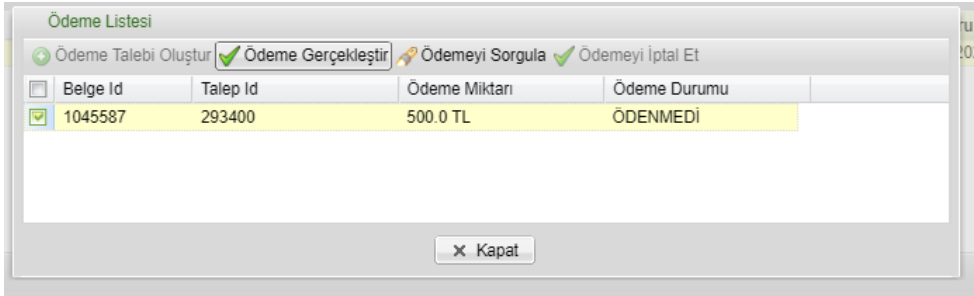 Ödeme Listesi
Ödeme Talebi Oluştur Ödeme Gerçekleştir Ödemeyi Sorgula Ödemeyi İptal Et
Belge Id Talep Id Ödeme Miktarı Ödeme Durumu
1045587 293400 500.0 TL ÖDENMEDİ
Kapat